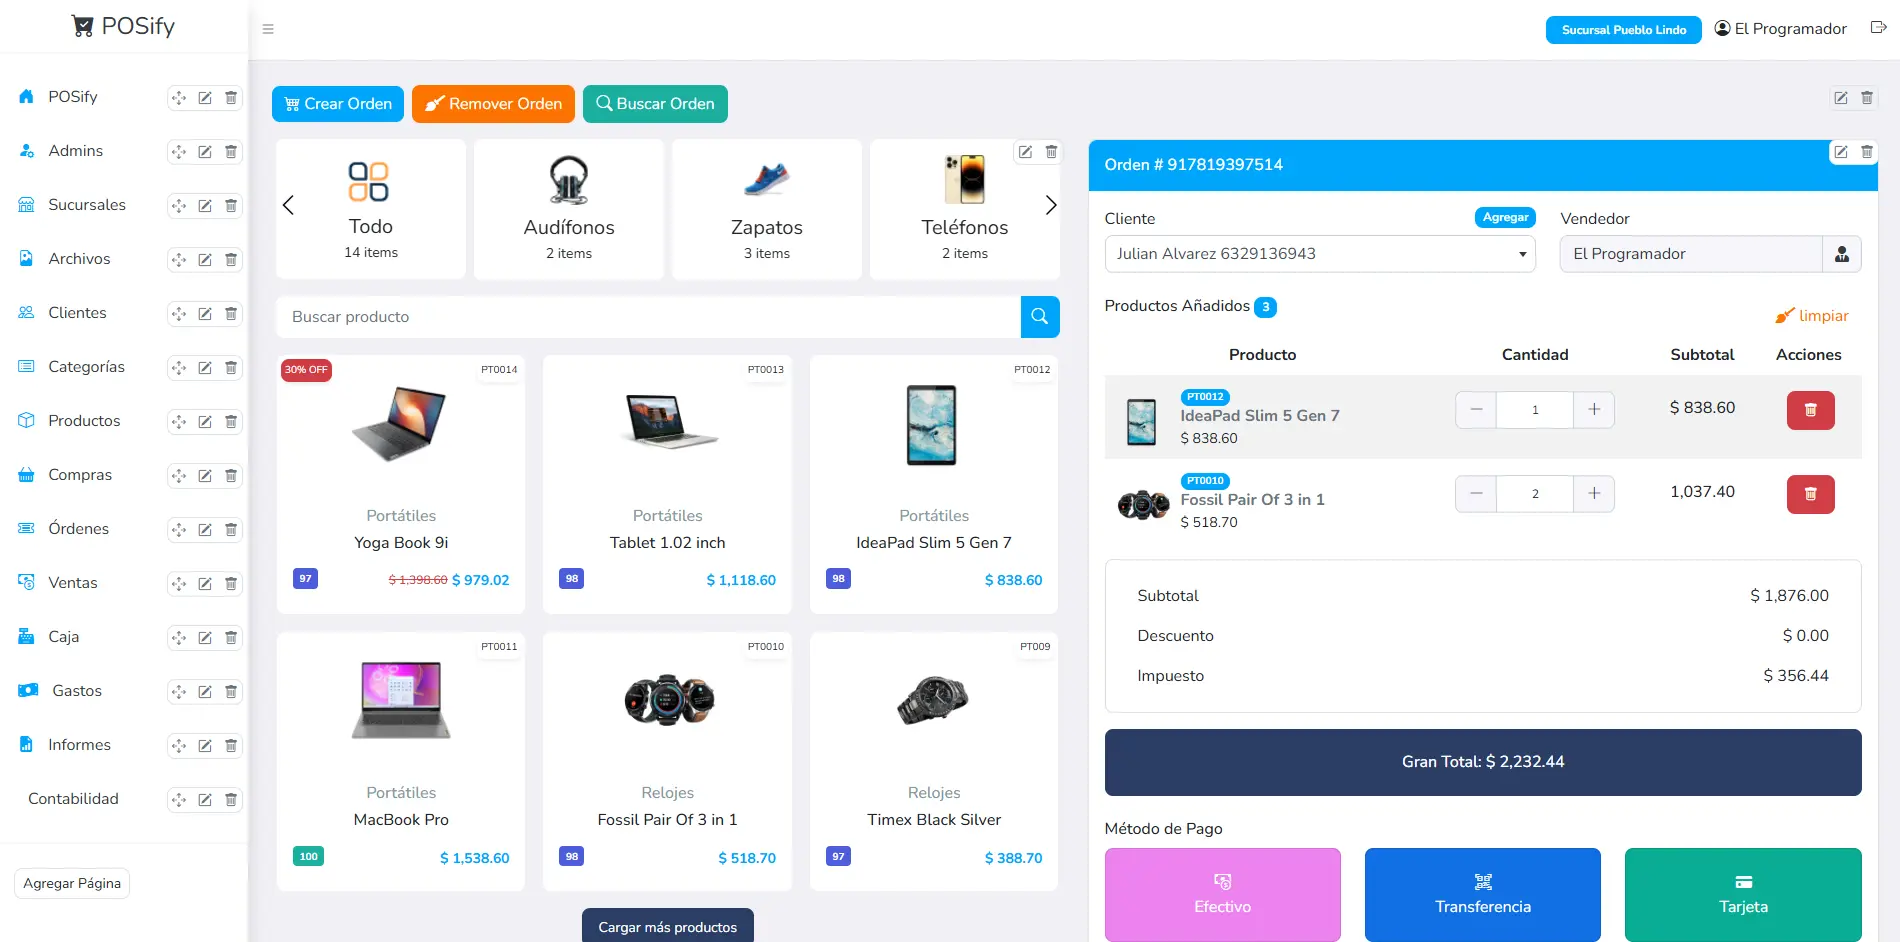 POSify
Sucursal Pueblo Lindo
El Programador
POSify
Admins
Sucursales
Archivos
Clientes
Categorías
Productos
Compras
Órdenes
Ventas
Caja
Gastos
Informes
Contabilidad
Agregar Página
Crear Orden
Remover Orden
Buscar Orden
Todo
14 items
Audífonos
2 items
Zapatos
3 items
Teléfonos
2 items
Buscar producto
30% OFF
PT0014
Portátiles
Yoga Book 9i
97
$ 1,398.60 $ 979.02
PT0013
Portátiles
Tablet 1.02 inch
98
$ 1,118.60
PT0012
Portátiles
IdeaPad Slim 5 Gen 7
98
$ 838.60
PT0011
Portátiles
MacBook Pro
100
$ 1,538.60
PT0010
Relojes
Fossil Pair Of 3 in 1
98
$ 518.70
PT009
Relojes
Timex Black Silver
97
$ 388.70
Cargar más productos
Orden # 917819397514
Cliente
Agregar
Julian Alvarez 6329136943
Vendedor
El Programador
Productos Añadidos 3
limpiar
Producto Cantidad Subtotal Acciones
PT0012
IdeaPad Slim 5 Gen 7
$ 838.60
1
$ 838.60
PT0010
Fossil Pair Of 3 in 1
$ 518.70
2
1,037.40
Subtotal $ 1,876.00
Descuento $ 0.00
Impuesto $ 356.44
Gran Total: $ 2,232.44
Método de Pago
Efectivo
Transferencia
Tarjeta